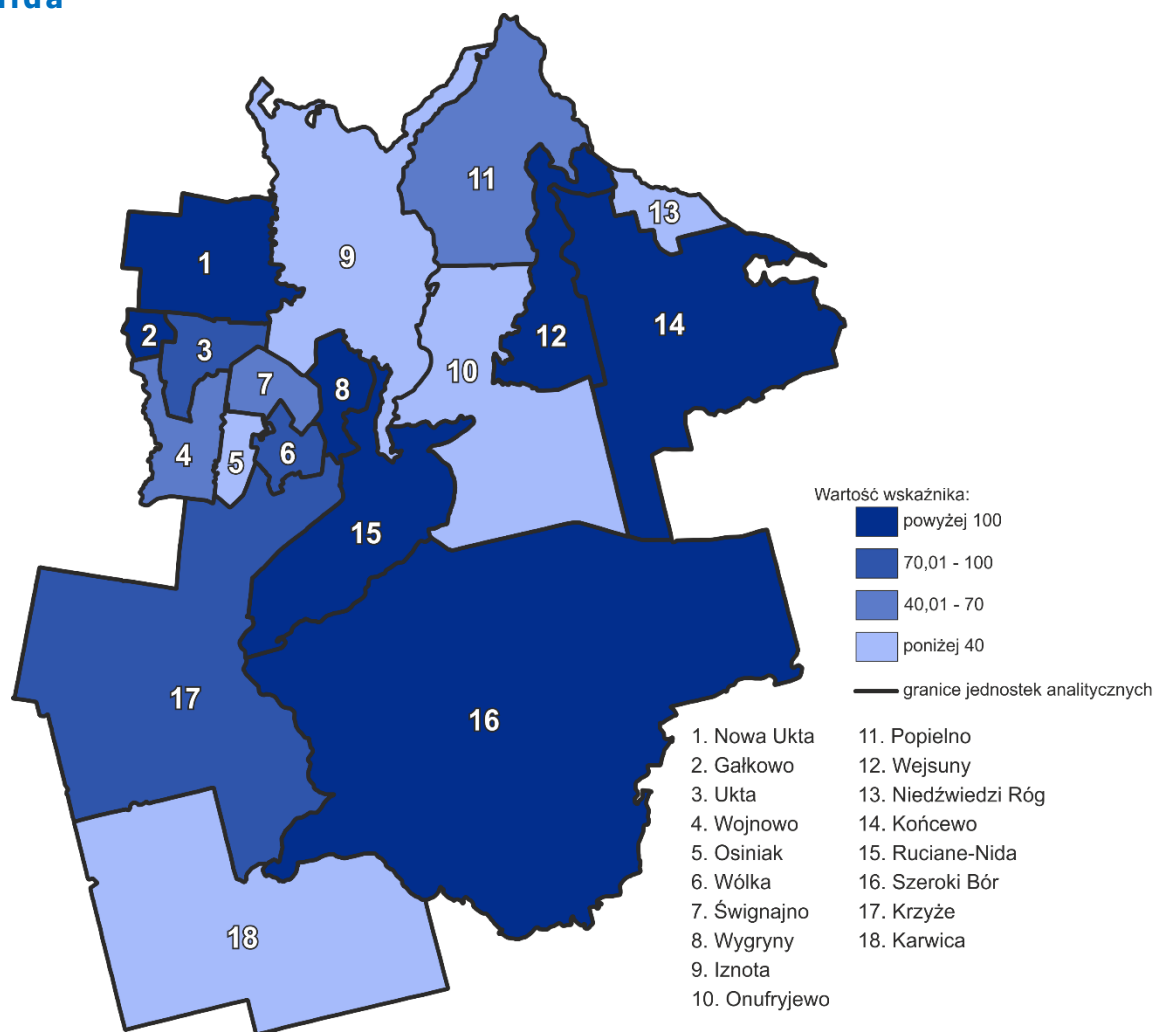 11
13
1
9
14
2
3
12
10
7
8
4
5
6
15
17
16
18
Wartość wskaźnika:
powyżej 100
70,01 - 100
40,01 - 70
poniżej 40
granice jednostek analitycznych
1. Nowa Ukta
2. Gałkowo
3. Ukta
4. Wojnowo
5. Osiniak
6. Wólka
7. Śwignajno
8. Wygryny
9. Iznota
10. Onufryjewo
11. Popielno
12. Wejsuny
13. Niedźwiedzi Róg
14. Końcewo
15. Ruciane-Nida
16. Szeroki Bór
17. Krzyże
18. Karwica